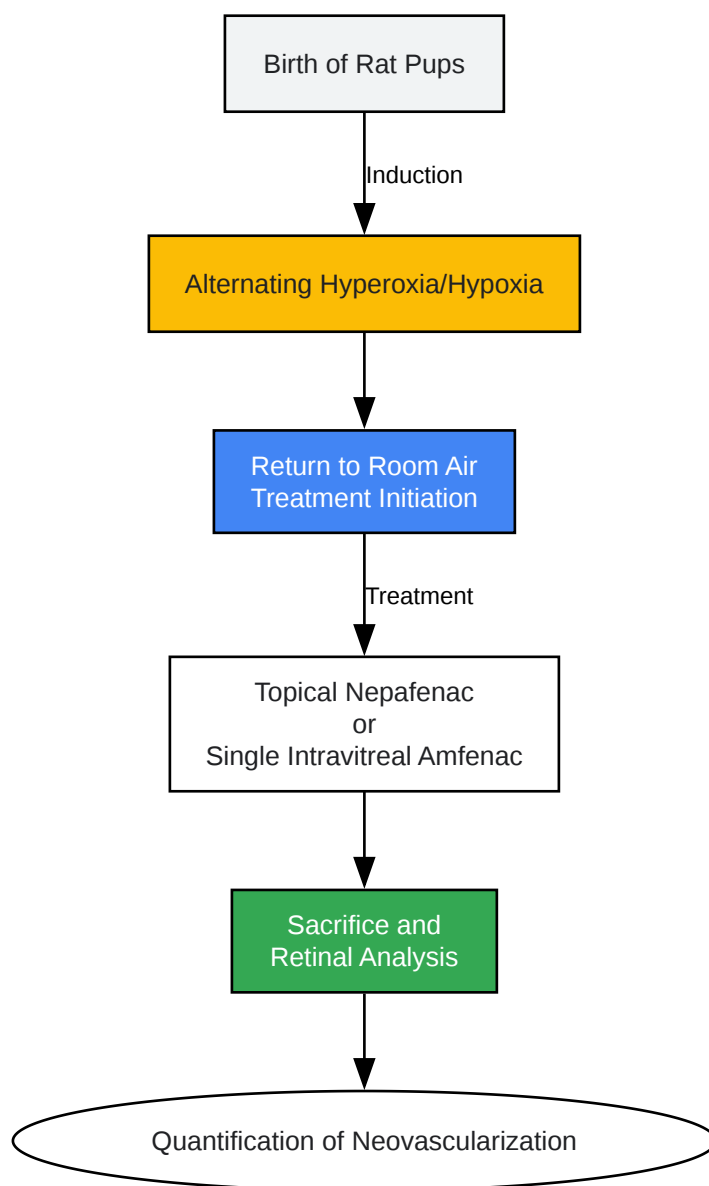 Birth of Rat Pups
Induction
Alternating Hyperoxia/Hypoxia
Return to Room Air
Treatment Initiation
Treatment
Topical Nepafenac
or
Single Intravitreal Amfenac
Sacrifice and
Retinal Analysis
Quantification of Neovascularization